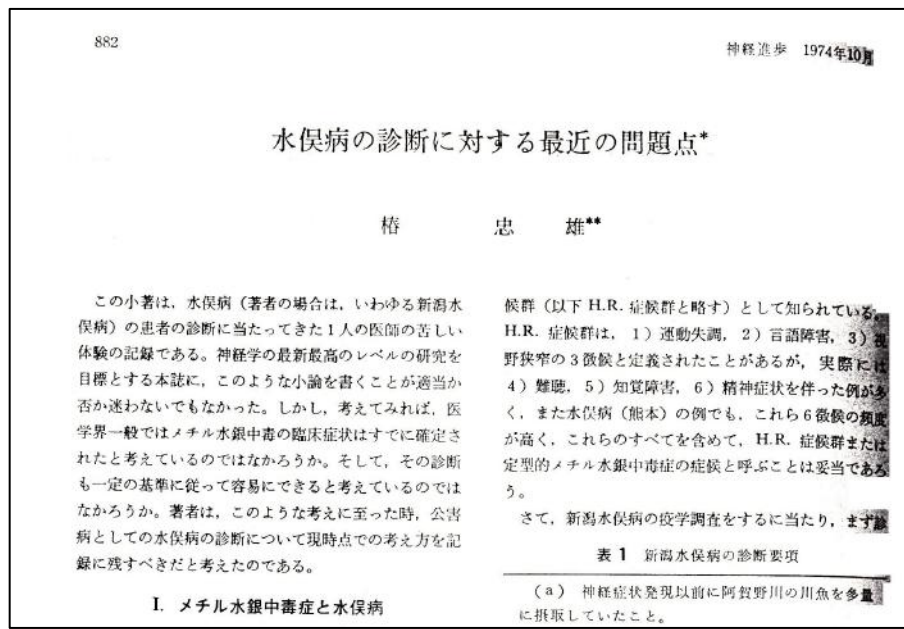 882
神経進歩 1974年10月
水俣病の診断に対する最近の問題点*
椿 忠 雄**
この小著は，水俣病（著者の場合は，いわゆる新潟水
俣病）の患者の診断に当たってきた1人の医師の苦しい
体験の記録である。神経学の最新最高のレベルの研究を
目標とする本誌に，このような小論を書くことが適当か
否か迷わないでもなかった。しかし，考えてみれば，医
学界一般ではメチル水銀中毒の臨床症状はすでに確定さ
れたと考えているのではなかろうか。そして，その診断
も一定の基準に従って容易にできると考えているのでは
なかろうか。著者は，このような考えに至った時，公害
病としての水俣病の診断について現時点での考え方を記
録に残すべきだと考えたのである。
I. メチル水銀中毒症と水俣病
候群（以下 H.R. 症候群と略す）として知られている。
H.R. 症候群は，1）運動失調，2）言語障害，3）視
野狭窄の3徴候と定義されたことがあるが，実際には
4）難聴，5）知覚障害，6）精神症状を伴った例が多
く，また水俣病（熊本）の例でも，これら6徴候の頻度
が高く，これらのすべてを含めて，H.R. 症候群または
定型的メチル水銀中毒症の症候と呼ぶことは妥当であろ
う。
さて，新潟水俣病の疫学調査をするに当たり，まず診
表 1 新潟水俣病の診断要項
（a） 神経症状発現以前に阿賀野川の川魚を多量
に摂取していたこと。